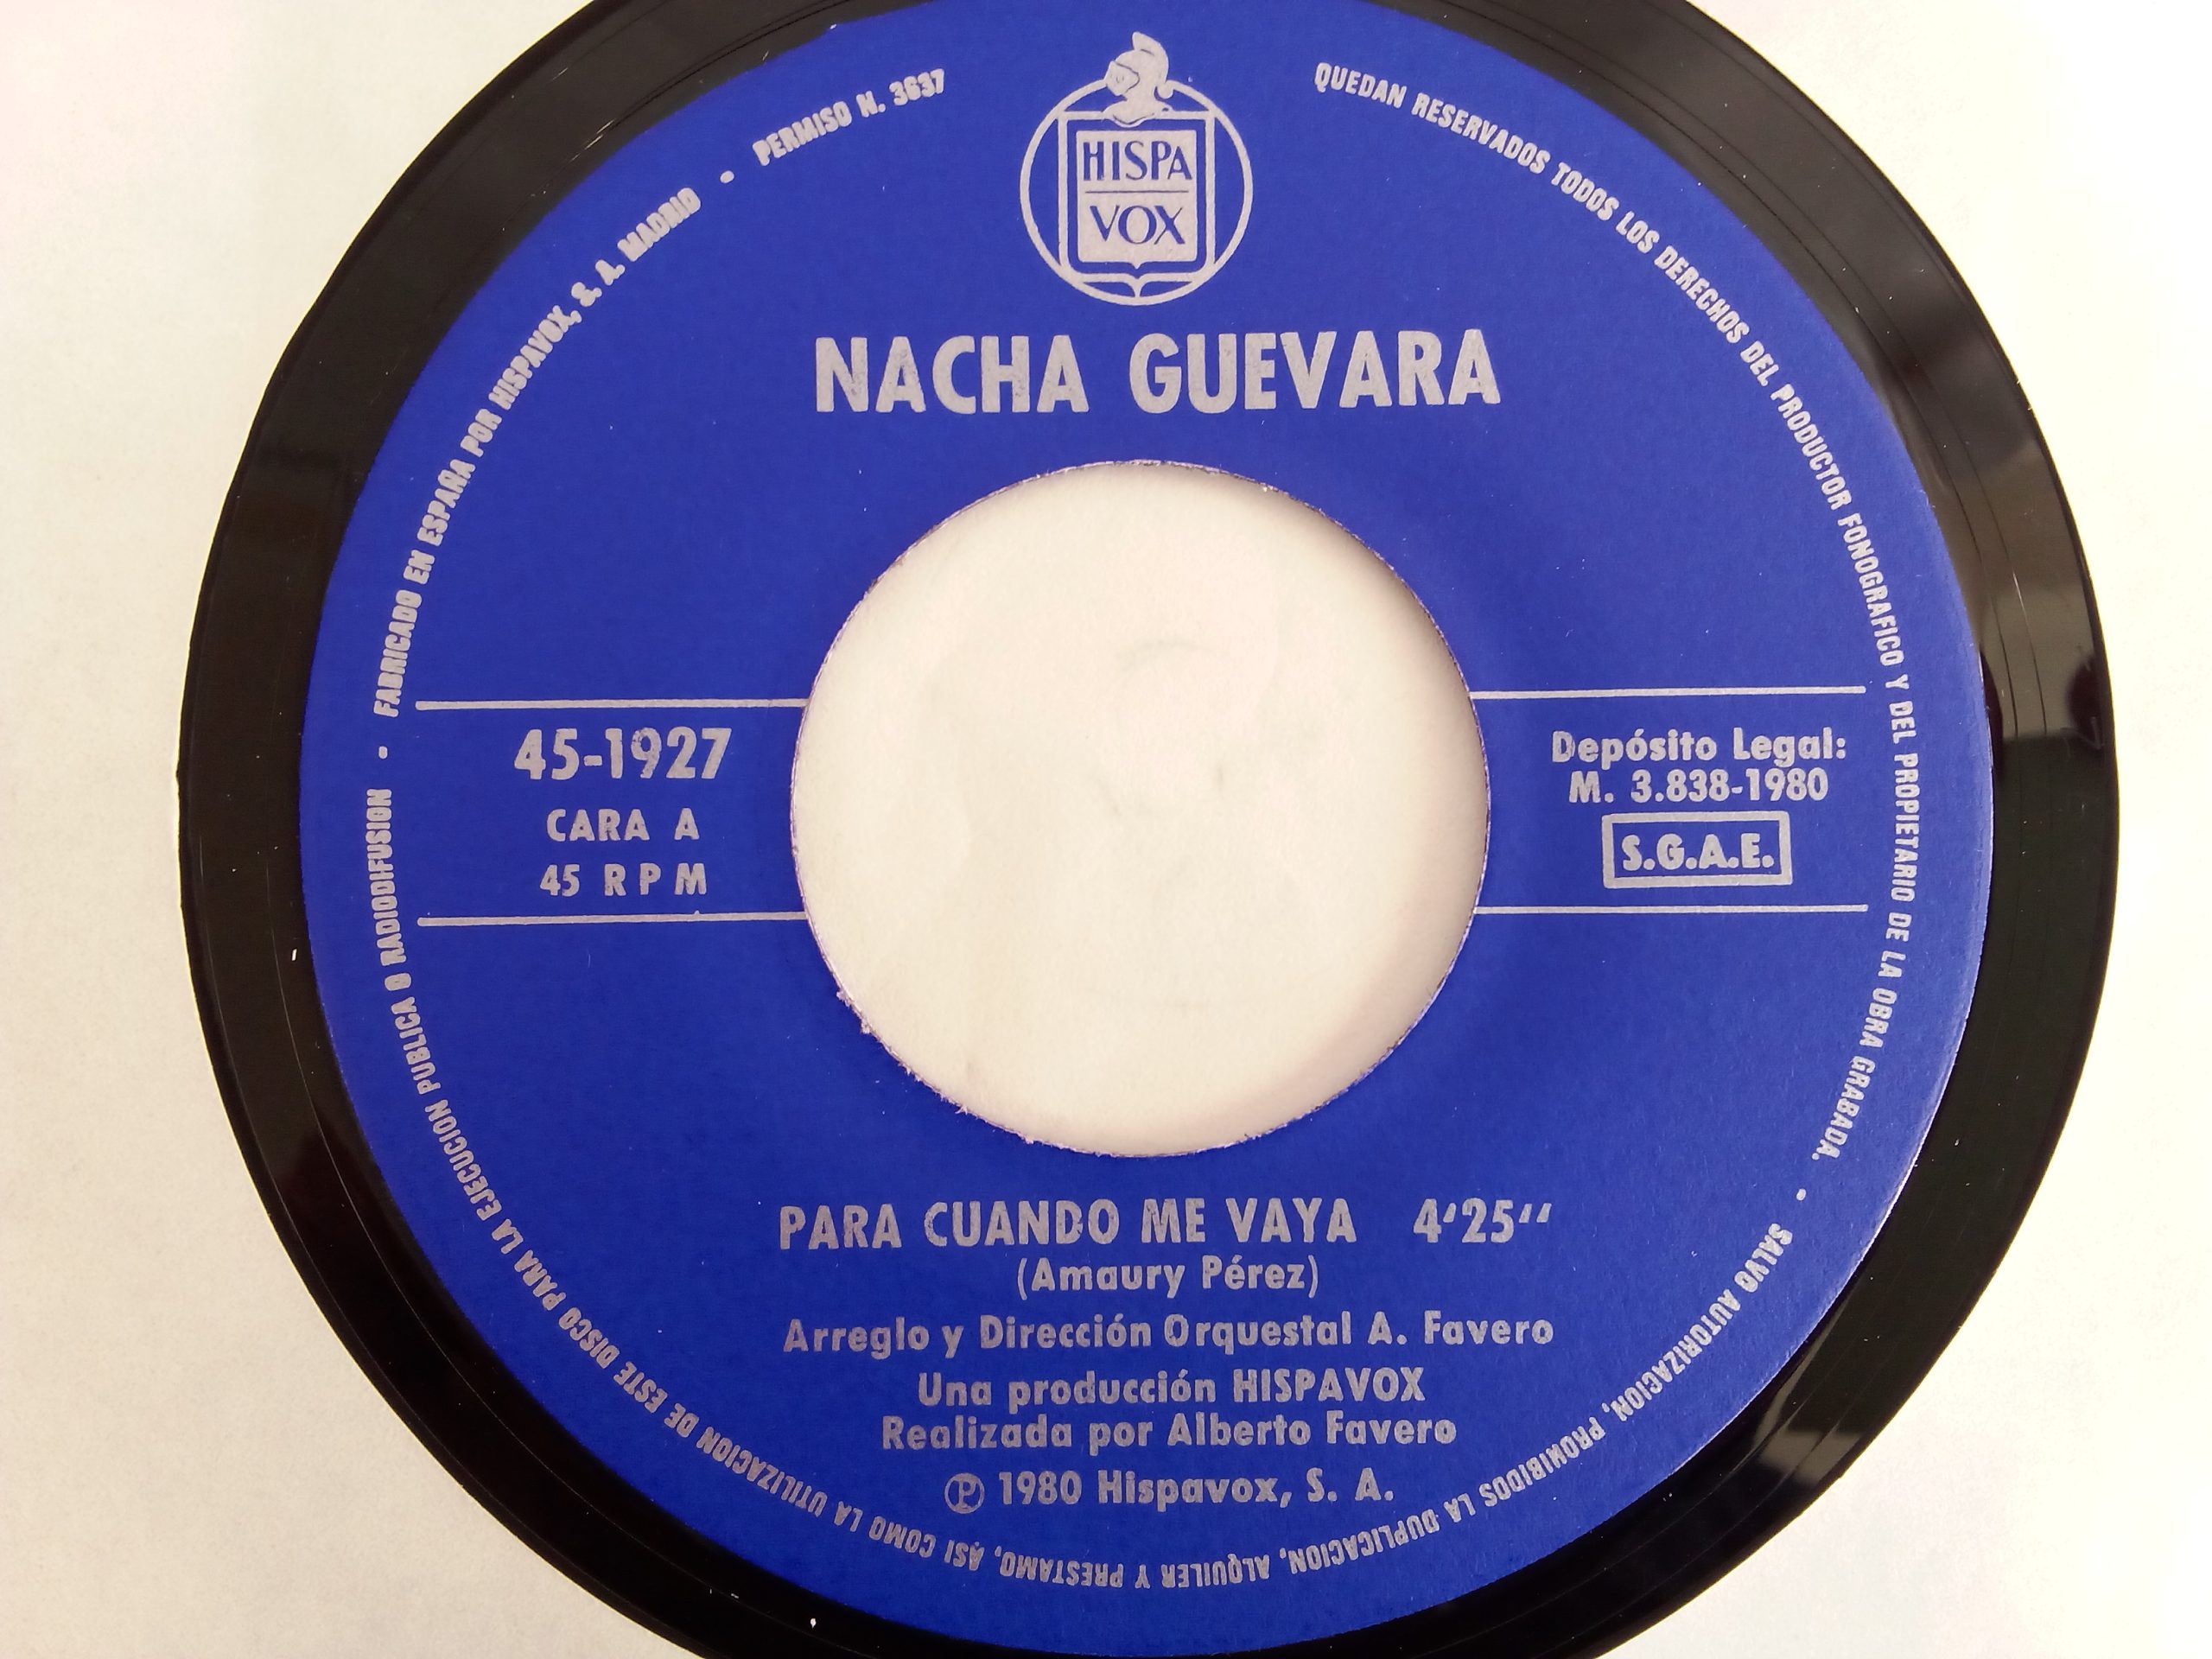 HISPA
VOX
NACHA GUEVARA
45-1927
CARA A
45 RPM
Depósito Legal:
M. 3.838-1980
S.G.A.E.
PARA CUANDO ME VAYA 4'25''
(Amaury Pérez)
Arreglo y Dirección Orquestal A. Favero
Una producción HISPAVOX
Realizada por Alberto Favero
Ⓟ 1980 Hispavox, S. A.
FABRICADO EN ESPAÑA POR HISPAVOX, S. A. MADRID • PERMISO N. 3637
QUEDAN RESERVADOS TODOS LOS DERECHOS DEL PRODUCTOR FONOGRAFICO Y DEL PROPIETARIO DE LA OBRA GRABADA. • SALVO AUTORIZACION, PROHIBIDOS LA DUPLICACION, ALQUILER Y PRESTAMO, ASI COMO LA UTILIZACION DE ESTE DISCO PARA LA EJECUCION PUBLICA O RADIODIFUSION •